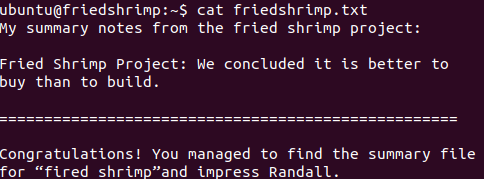 ubuntu@friedshrimp:~$ cat friedshrimp.txt
My summary notes from the fried shrimp project:
Fried Shrimp Project: We concluded it is better to
buy than to build.
===================================================
Congratulations! You managed to find the summary file
for “fired shrimp”and impress Randall.